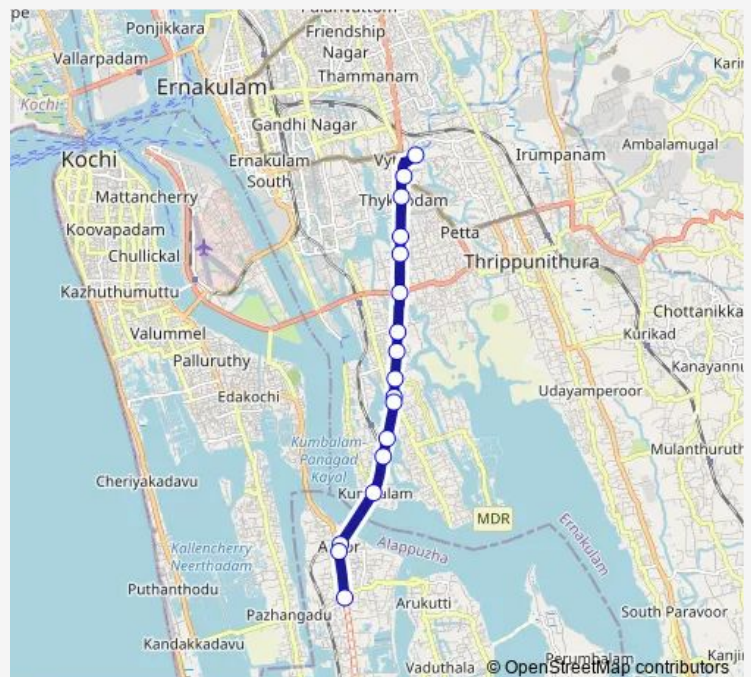 Ponjikkara
Friendship
Nagar
Vallarpadam
Thammanam
Ernakulam
Kochi
Gandhi Nagar
Kochi
Ernakulam
South
Irumpanam
Ambalamugal
Mattancherry
Koovapadam
Petta
Chullickal
Thrippunithura
Kazhuthumuttu
Chottanikka
Valummel
Kurikad
Palluruthy
Kanayannu
Edakochi
Udayamperoor
Kumbalam-
Panagad
Kayal
Mulanthuruth
Cheriyakadavu
MDR
Kallencherry
Neerthadam
Alappuzha
Ernakulam
Puthanthodu
Pazhangadu
Arukutti
South Paravoor
Kandakkadavu
Vaduthala
Perumbalam
© OpenStreetMap contributors